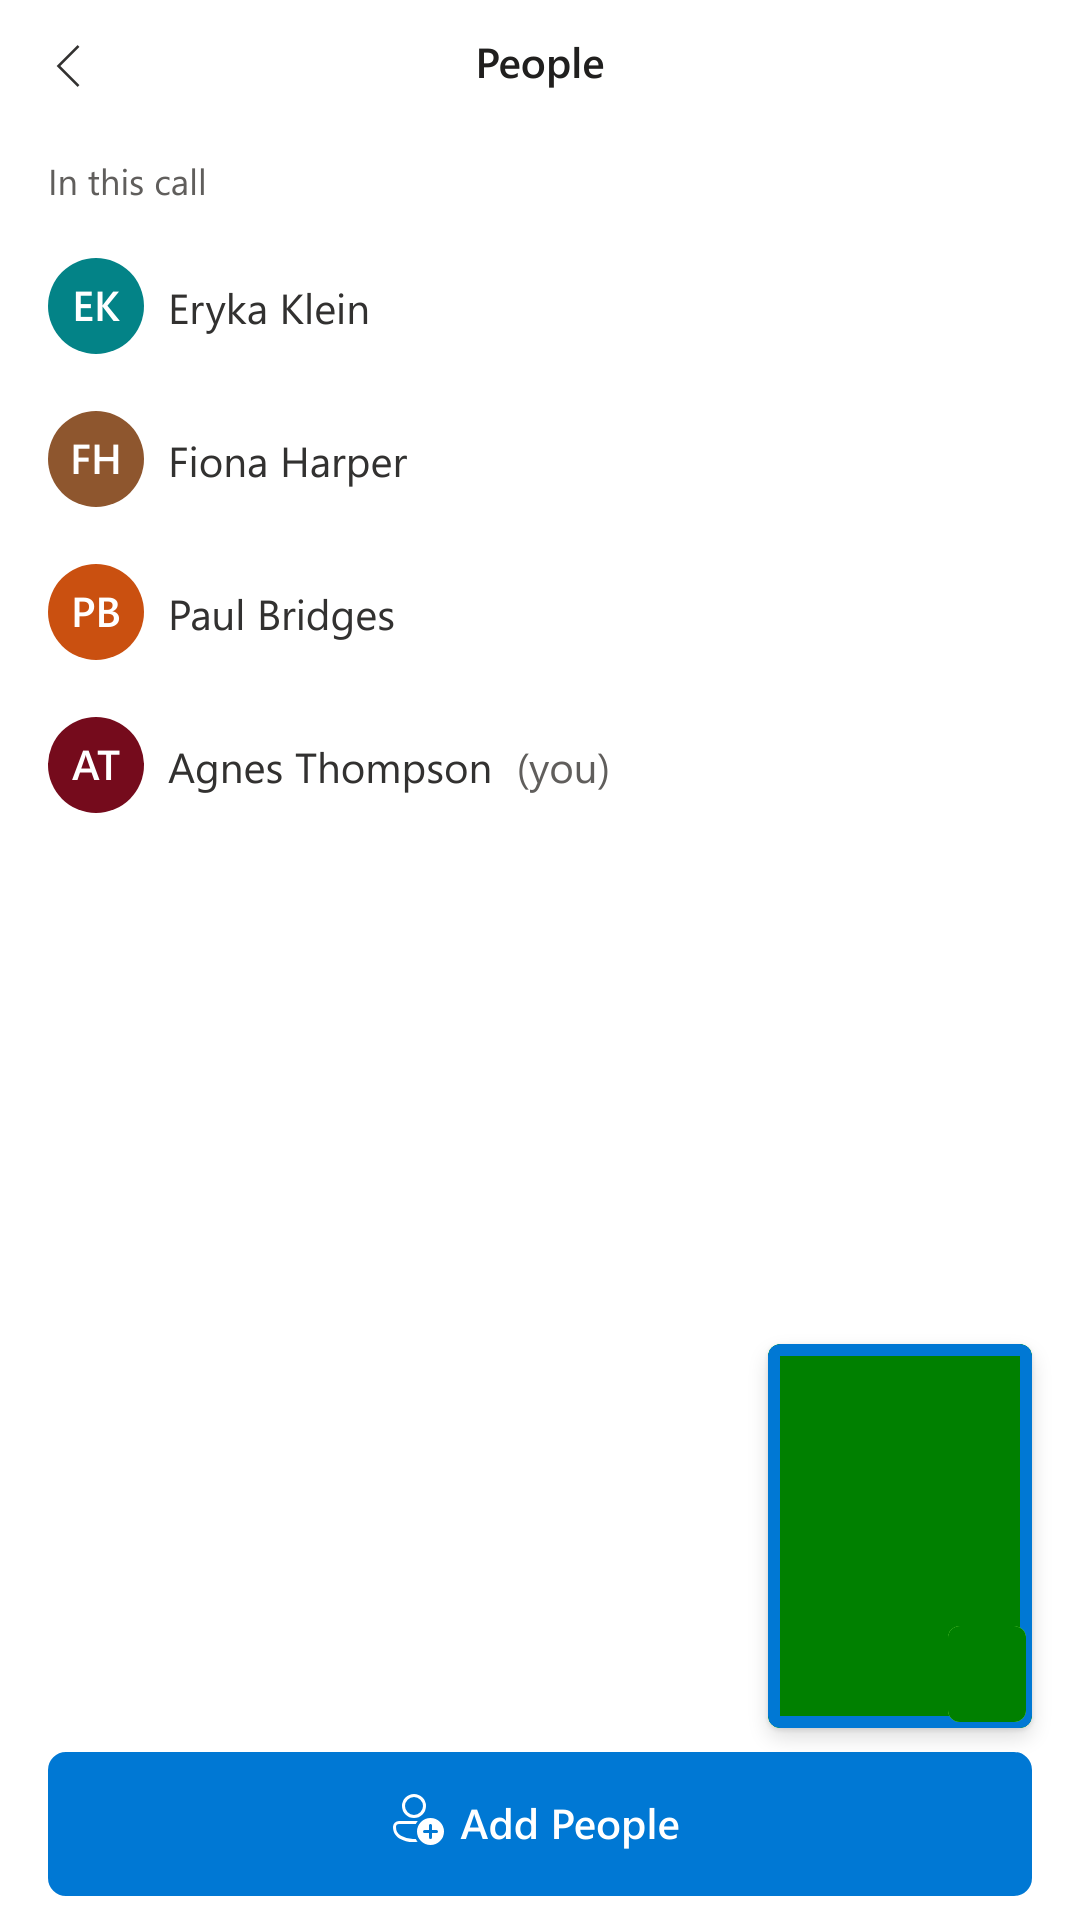 People
In this call
EK Eryka Klein
FH Fiona Harper
PB Paul Bridges
AT Agnes Thompson (you)
Add People